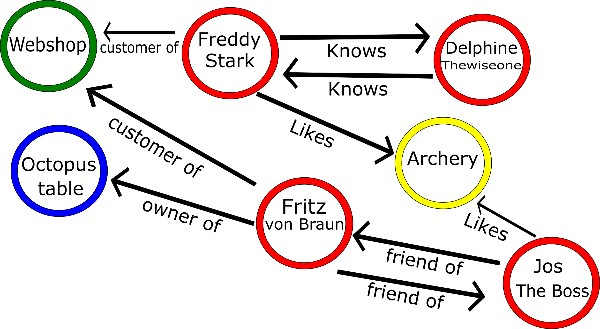 Webshop
customer of
Freddy
Stark
Knows
Knows
Delphine
Thewiseone
Likes
customer of
Archery
Octopus
table
owner of
Fritz
von Braun
Likes
friend of
friend of
Jos
The Boss